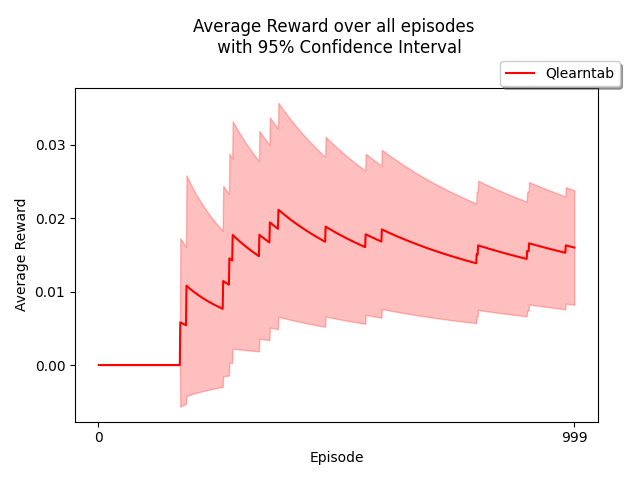 Average Reward over all episodes
with 95% Confidence Interval
Qlearntab
0.03
0.02
0.01
0.00
Average Reward
0
999
Episode